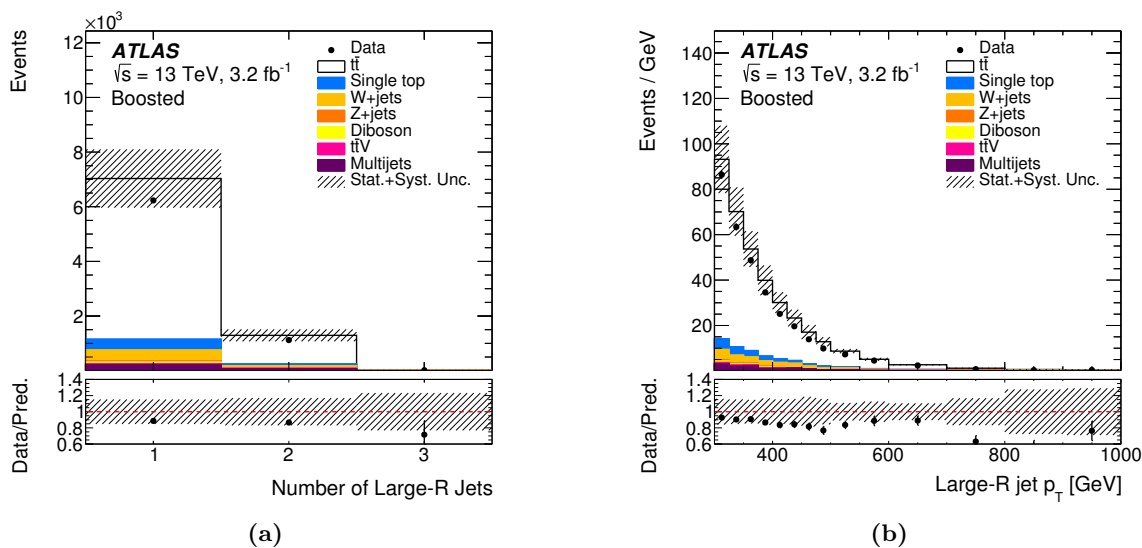 ×10³
Events
12
10
8
6
4
2
ATLAS
√s = 13 TeV, 3.2 fb⁻¹
Boosted
Data
tt̄
Single top
W+jets
Z+jets
Diboson
tt̄V
Multijets
Stat.+Syst. Unc.
Data/Pred.
1.4
1.2
1
0.8
0.6
1 2 3
Number of Large-R Jets
(a)
Events / GeV
140
120
100
80
60
40
20
ATLAS
√s = 13 TeV, 3.2 fb⁻¹
Boosted
Data
tt̄
Single top
W+jets
Z+jets
Diboson
tt̄V
Multijets
Stat.+Syst. Unc.
Data/Pred.
1.4
1.2
1
0.8
0.6
400 600 800 1000
Large-R jet p_T [GeV]
(b)